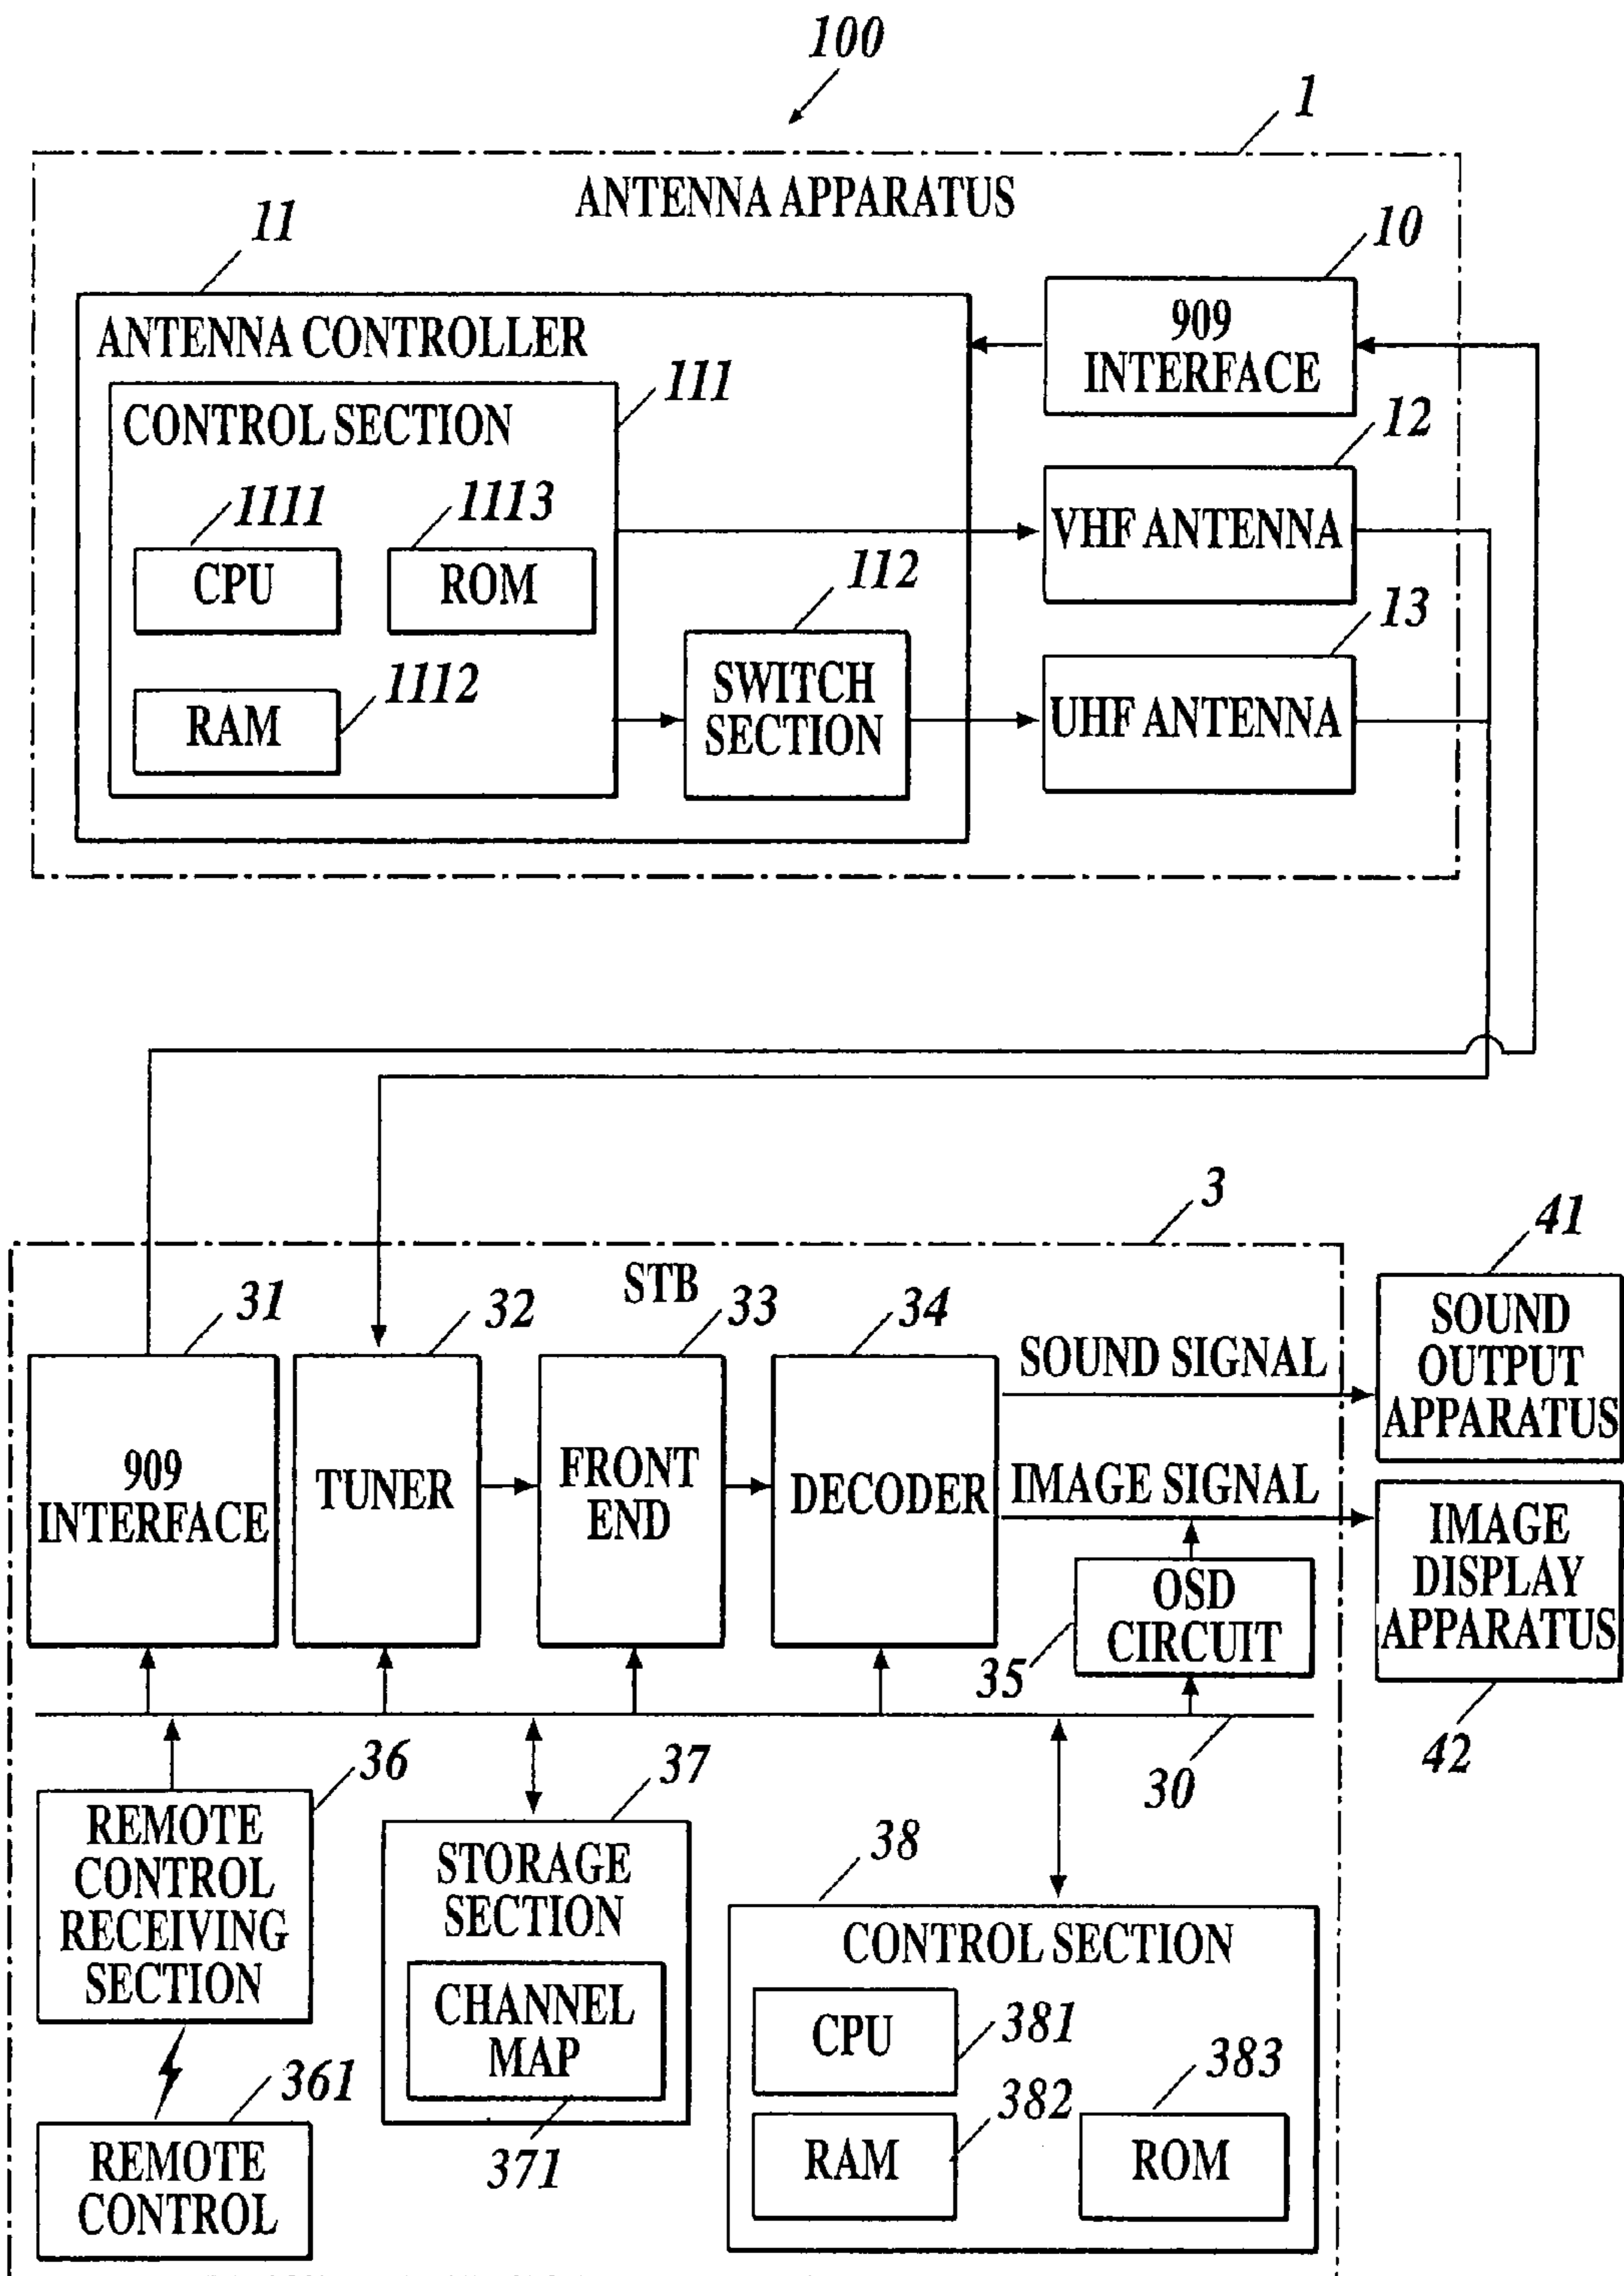 100
1
ANTENNA APPARATUS
11
10
ANTENNA CONTROLLER
909
INTERFACE
111
CONTROL SECTION
12
1111
1113
CPU
ROM
VHF ANTENNA
112
13
1112
RAM
SWITCH
SECTION
UHF ANTENNA
3
41
STB
31
32
33
34
SOUND SIGNAL
SOUND
OUTPUT
APPARATUS
909
INTERFACE
TUNER
FRONT
END
DECODER
IMAGE SIGNAL
IMAGE
DISPLAY
APPARATUS
OSD
CIRCUIT
35
42
30
36
37
38
REMOTE
CONTROL
RECEIVING
SECTION
STORAGE
SECTION
CHANNEL
MAP
371
CONTROL SECTION
CPU
381
383
382
RAM
ROM
361
REMOTE
CONTROL